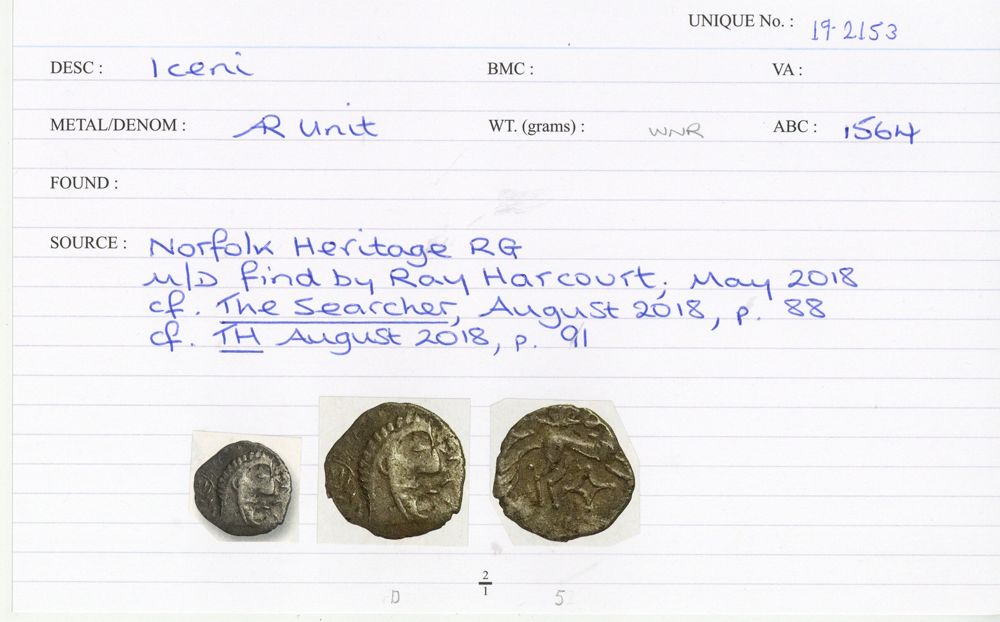 UNIQUE No. : 19-2153
DESC : Iceni BMC : VA :
METAL/DENOM : AR Unit WT. (grams) : WNR ABC : 1564
FOUND :
SOURCE : Norfolk Heritage RG
M/D find by Ray Harcourt, May 2018
cf. The Searcher, August 2018, p. 88
cf. TH August 2018, p. 91
2
1
D 5